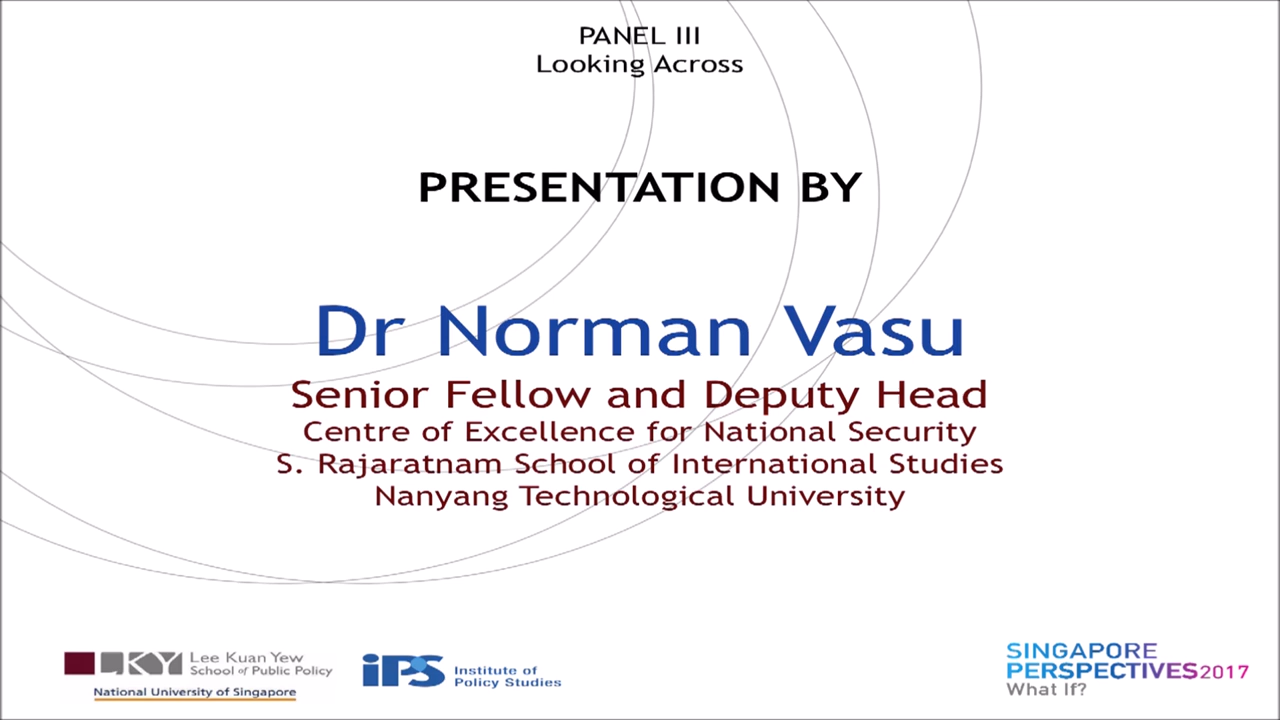 PANEL III
Looking Across
PRESENTATION BY
Dr Norman Vasu
Senior Fellow and Deputy Head
Centre of Excellence for National Security
S. Rajaratnam School of International Studies
Nanyang Technological University
LKY Lee Kuan Yew
School of Public Policy
National University of Singapore
iPS Institute of
Policy Studies
SINGAPORE
PERSPECTIVES2017
What If?